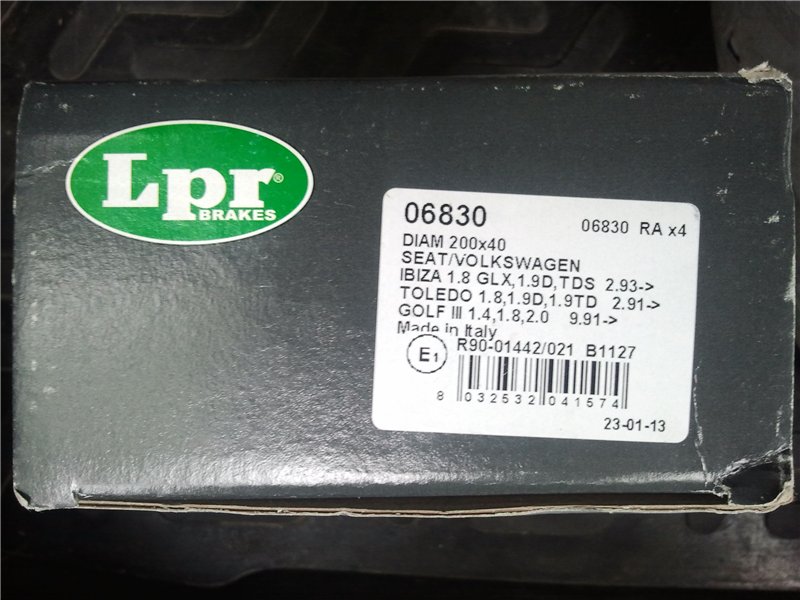 Lpr®
BRAKES
06830
06830 RA x4
DIAM 200x40
SEAT/VOLKSWAGEN
IBIZA 1.8 GLX,1.9D,TDS 2.93->
TOLEDO 1.8,1.9D,1.9TD 2.91->
GOLF III 1.4,1.8,2.0 9.91->
Made in Italy
E1
R90-01442/021 B1127
8 032532 041574
23-01-13